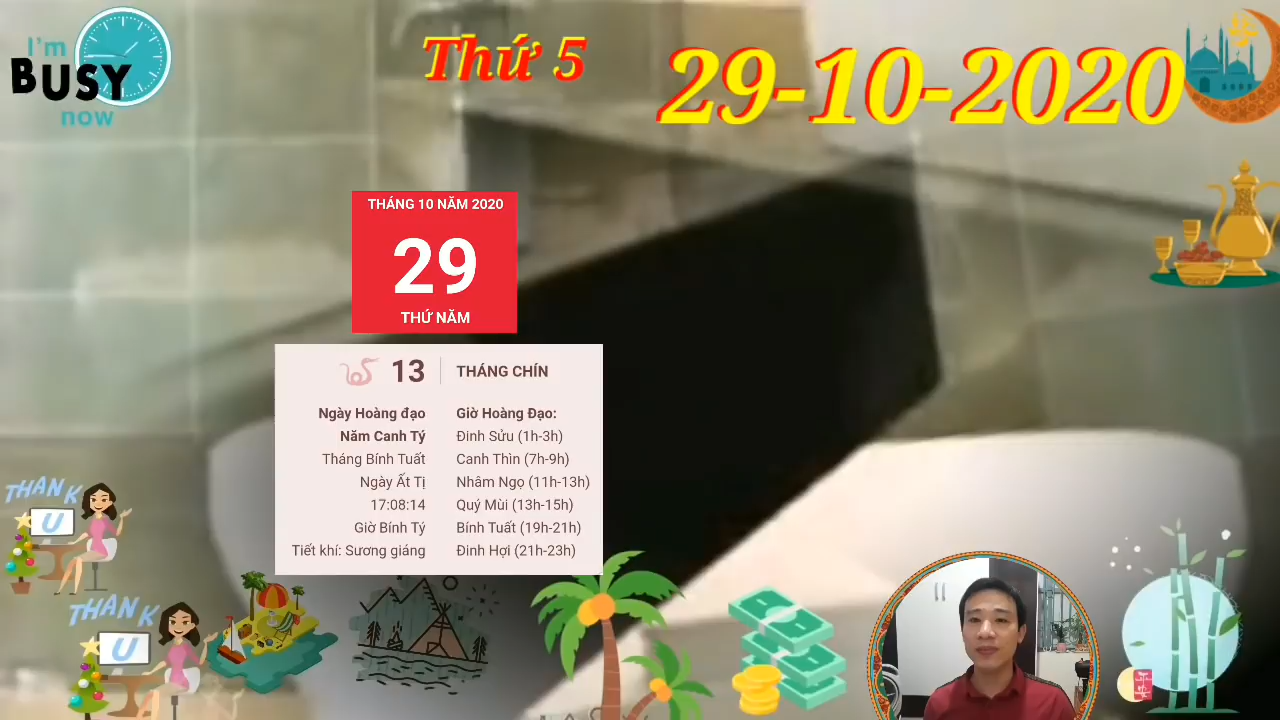 I'm
BUSY
now
Thứ 5
29-10-2020
THÁNG 10 NĂM 2020
29
THỨ NĂM
13
THÁNG CHÍN
Ngày Hoàng đạo
Năm Canh Tý
Tháng Bính Tuất
Ngày Ất Tị
17:08:14
Giờ Bính Tý
Tiết khí: Sương giáng
Giờ Hoàng Đạo:
Đinh Sửu (1h-3h)
Canh Thìn (7h-9h)
Nhâm Ngọ (11h-13h)
Quý Mùi (13h-15h)
Bính Tuất (19h-21h)
Đinh Hợi (21h-23h)
THANK
U
THANK
U
平安